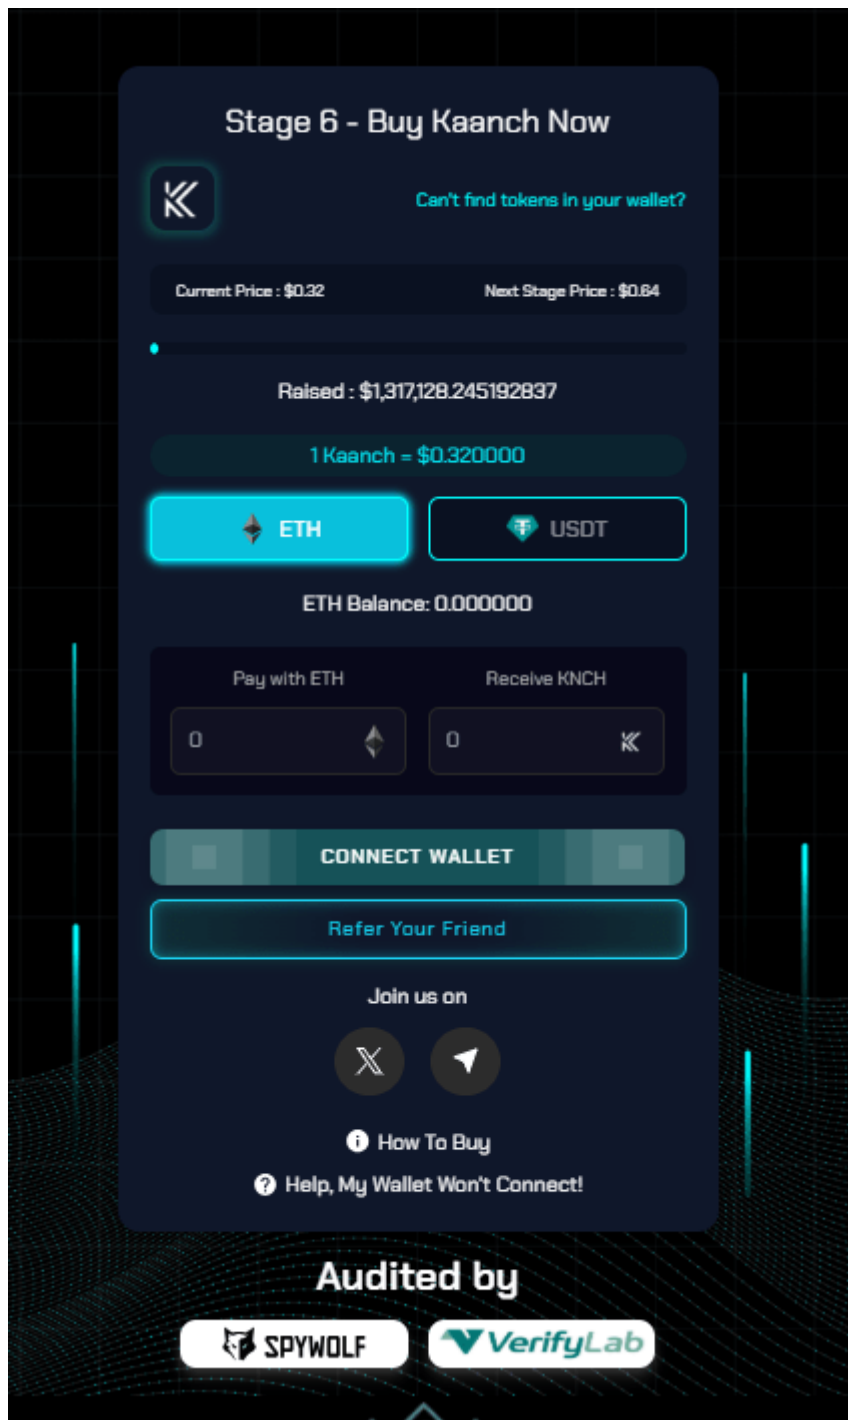 Stage 6 - Buy Kaanch Now
Can't find tokens in your wallet?
Current Price : $0.32
Next Stage Price : $0.64
Raised : $1,317,128.245192837
1 Kaanch = $0.320000
ETH
USDT
ETH Balance: 0.000000
Pay with ETH
Receive KNCH
0
0
CONNECT WALLET
Refer Your Friend
Join us on
How To Buy
Help, My Wallet Won't Connect!
Audited by
SPYWOLF
VerifyLab